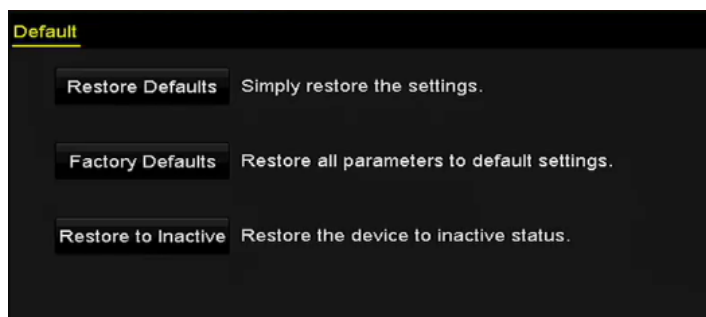 Default
Restore Defaults Simply restore the settings.
Factory Defaults Restore all parameters to default settings.
Restore to Inactive Restore the device to inactive status.